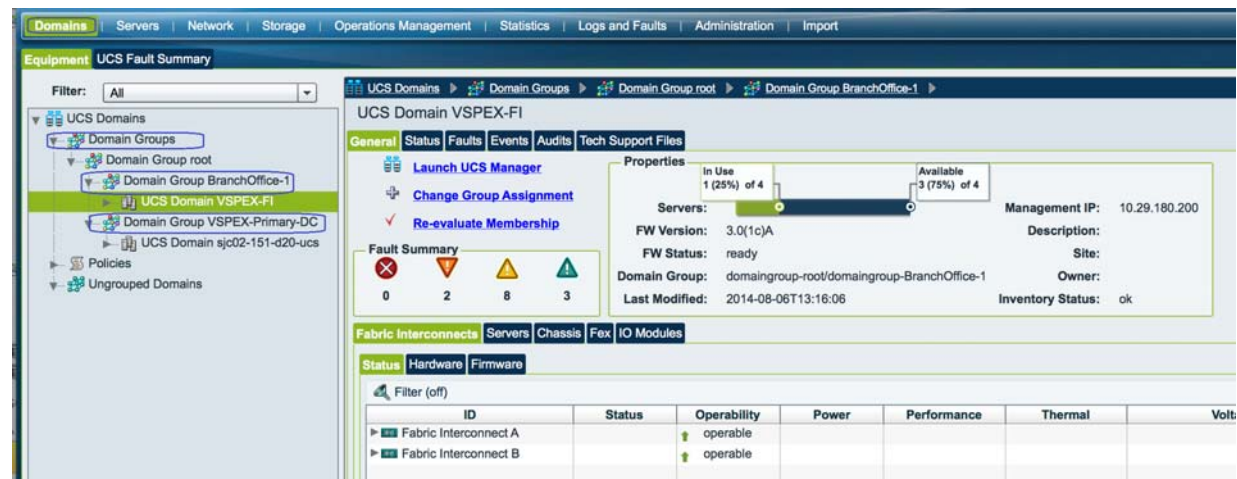 Domains | Servers | Network | Storage | Operations Management | Statistics | Logs and Faults | Administration | Import
Equipment UCS Fault Summary
Filter: All
UCS Domains
Domain Groups
Domain Group root
Domain Group BranchOffice-1
UCS Domain VSPEX-FI
Domain Group VSPEX-Primary-DC
UCS Domain sjc02-151-d20-ucs
Policies
Ungrouped Domains
UCS Domains Domain Groups Domain Group root Domain Group BranchOffice-1
UCS Domain VSPEX-FI
General Status Faults Events Audits Tech Support Files
Launch UCS Manager
Change Group Assignment
Re-evaluate Membership
Fault Summary
0 2 8 3
Properties
In Use Available
1 (25%) of 4 3 (75%) of 4
Servers: Management IP: 10.29.180.200
FW Version: 3.0(1c)A Description:
FW Status: ready Site:
Domain Group: domaingroup-root/domaingroup-BranchOffice-1 Owner:
Last Modified: 2014-08-06T13:16:06 Inventory Status: ok
Fabric Interconnects Servers Chassis Fex IO Modules
Status Hardware Firmware
Filter (off)
ID Status Operability Power Performance Thermal Volta
Fabric Interconnect A operable
Fabric Interconnect B operable